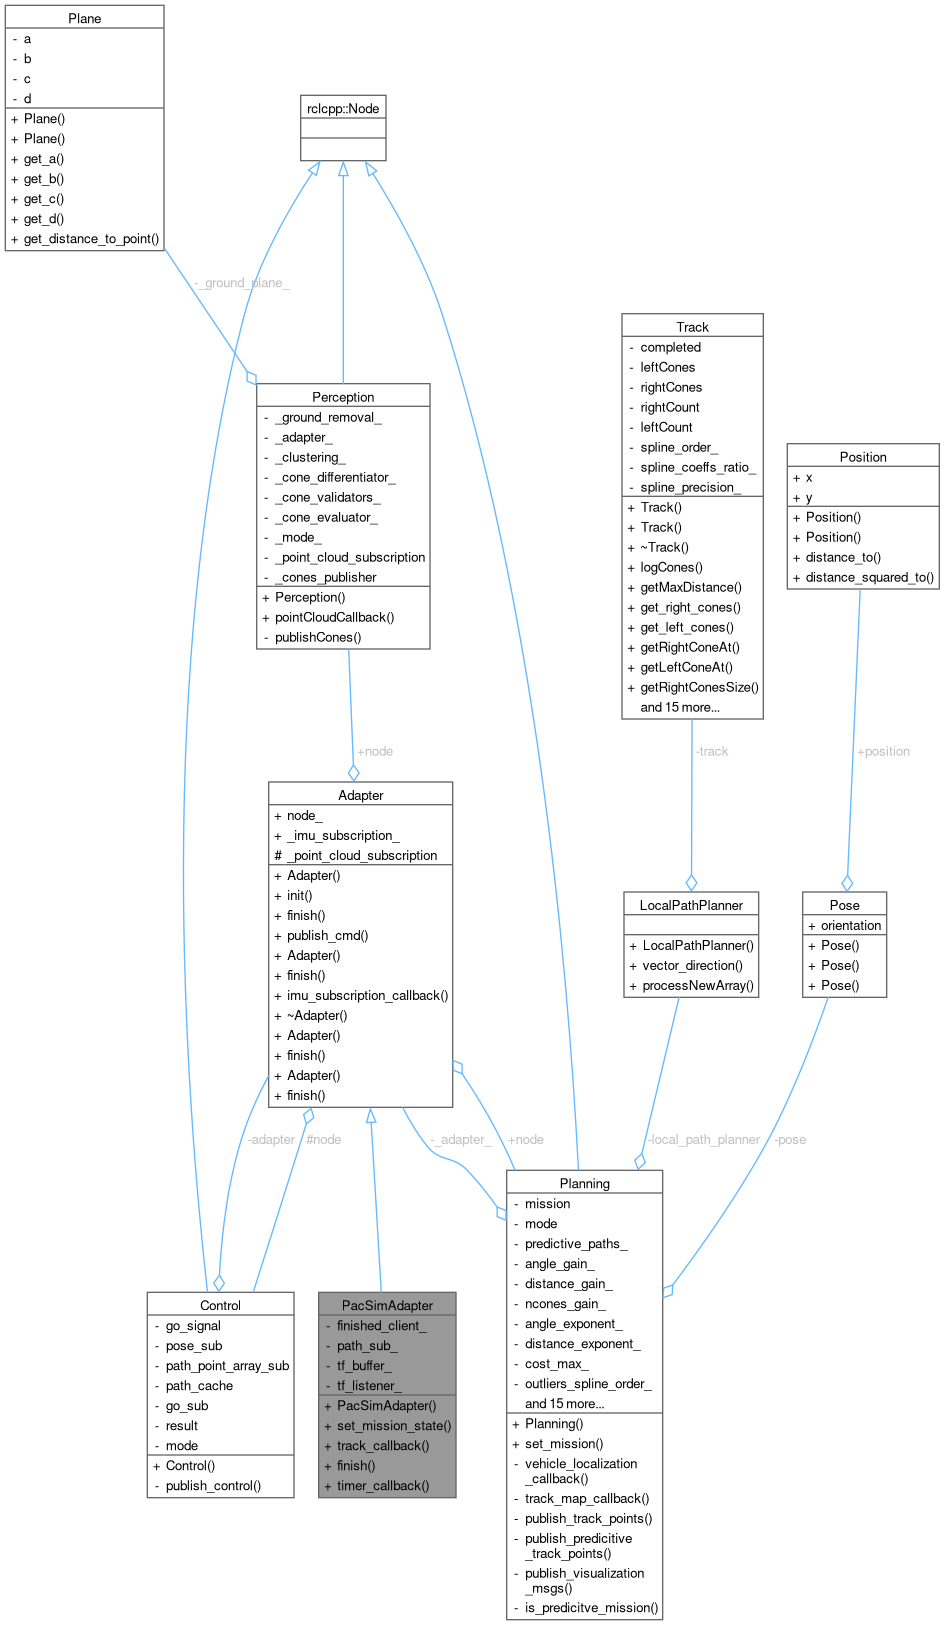 Plane
- a
- b
- c
- d
+ Plane()
+ Plane()
+ get_a()
+ get_b()
+ get_c()
+ get_d()
+ get_distance_to_point()
rclcpp::Node
-_ground_plane_
Perception
- _ground_removal_
- _adapter_
- _clustering_
- _cone_differentiator_
- _cone_validators_
- _cone_evaluator_
- _mode_
- _point_cloud_subscription
- _cones_publisher
+ Perception()
+ pointCloudCallback()
- publishCones()
Track
- completed
- leftCones
- rightCones
- rightCount
- leftCount
- spline_order_
- spline_coeffs_ratio_
- spline_precision_
+ Track()
+ Track()
+ ~Track()
+ logCones()
+ getMaxDistance()
+ get_right_cones()
+ get_left_cones()
+ getRightConeAt()
+ getLeftConeAt()
+ getRightConesSize()
and 15 more...
Position
+ x
+ y
+ Position()
+ Position()
+ distance_to()
+ distance_squared_to()
+node
-track
+position
Adapter
+ node_
+ _imu_subscription_
# _point_cloud_subscription
+ Adapter()
+ init()
+ finish()
+ publish_cmd()
+ Adapter()
+ finish()
+ imu_subscription_callback()
+ ~Adapter()
+ Adapter()
+ finish()
+ Adapter()
+ finish()
LocalPathPlanner
+ LocalPathPlanner()
+ vector_direction()
+ processNewArray()
Pose
+ orientation
+ Pose()
+ Pose()
+ Pose()
-adapter
#node
-_adapter_
+node
-local_path_planner
-pose
Control
- go_signal
- pose_sub
- path_point_array_sub
- path_cache
- go_sub
- result
- mode
+ Control()
- publish_control()
PacSimAdapter
- finished_client_
- path_sub_
- tf_buffer_
- tf_listener_
+ PacSimAdapter()
+ set_mission_state()
+ track_callback()
+ finish()
+ timer_callback()
Planning
- mission
- mode
- predictive_paths_
- angle_gain_
- distance_gain_
- ncones_gain_
- angle_exponent_
- distance_exponent_
- cost_max_
- outliers_spline_order_
and 15 more...
+ Planning()
+ set_mission()
- vehicle_localization
_callback()
- track_map_callback()
- publish_track_points()
- publish_predicitive
_track_points()
- publish_visualization
_msgs()
- is_predicitve_mission()